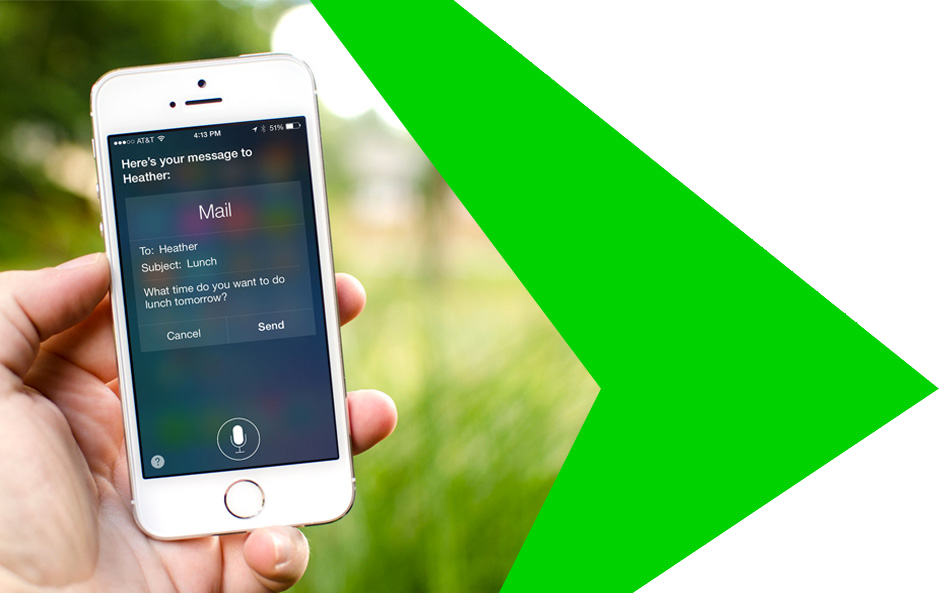 AT&T 4:13 PM 51%
Here's your message to
Heather:
Mail
To: Heather
Subject: Lunch
What time do you want to do
lunch tomorrow?
Cancel Send
?